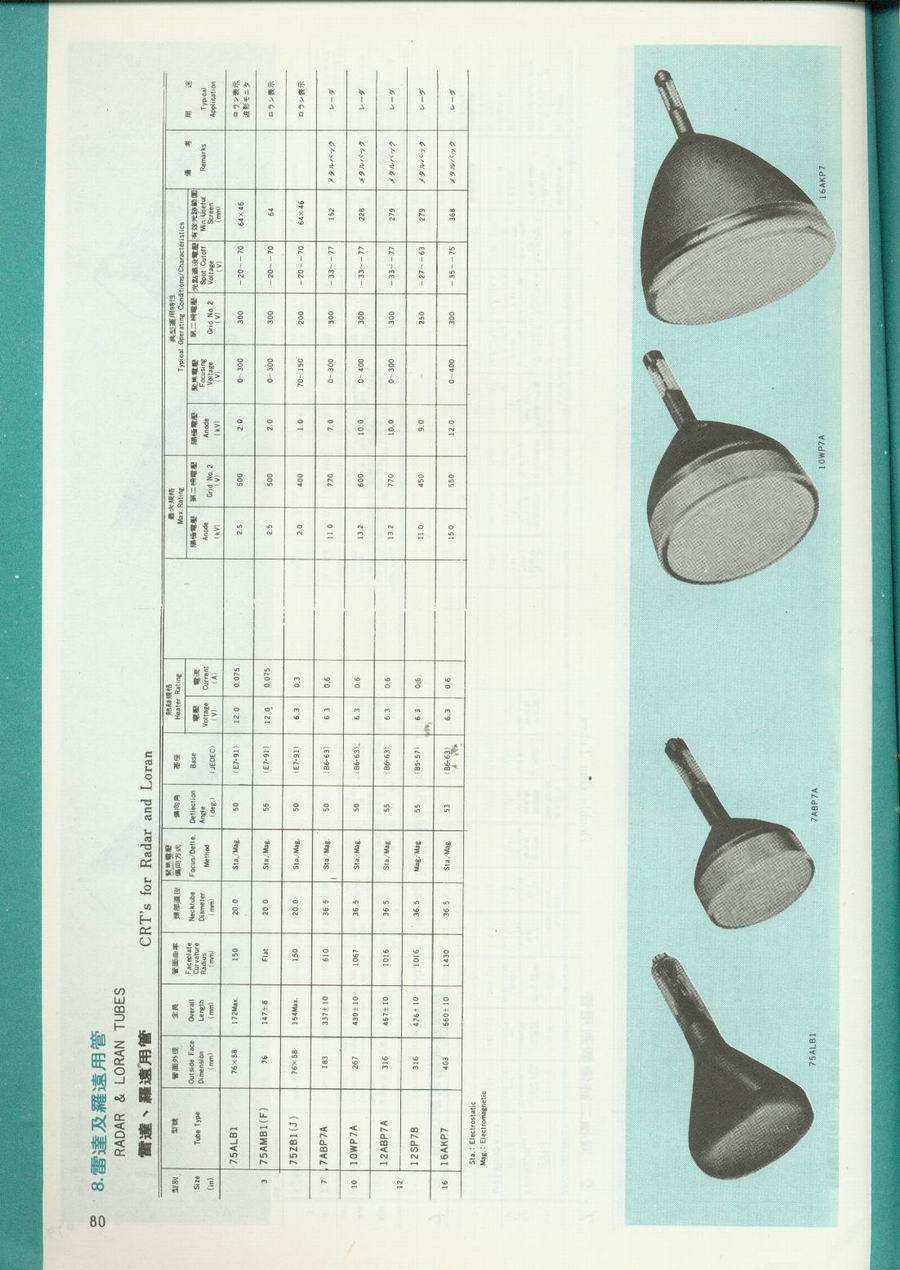 80
8.雷達及羅遠用管
RADAR & LORAN TUBES
雷達、羅遠用管 CRT's for Radar and Loran
型別 Size (in) | 型號 Tube Type | 管面外徑 Outside Face Dimension (mm) | 全長 Overall Length (mm) | 管面曲率 Faceplate Curvature Radius (mm) | 頸部直徑 Necktube Diameter (mm) | 聚焦電壓 偏向方式 Focus/Defle. Method | 偏向角 Deflection Angle (deg.) | 基座 Base (JEDEC) | 熱絲規格 Heater Rating 電壓 Voltage (V) | 電流 Current (A) | 最大規格 Max. Rating 陽極電壓 Anode (kV) | 第二柵電壓 Grid No. 2 (V) | 典型運用特性 Typical Operating Conditions/Characteristics 陽極電壓 Anode (kV) | 聚焦電壓 Focusing Voltage (V) | 第二柵電壓 Grid No. 2 (V) | 光點遮沒電壓 Spot Cutoff Voltage (V) | 有效光跡範圍 Min. Useful Screen (mm) | 備考 Remarks | 用途 Typical Application
3 | 75ALB1 | 76×58 | 172Max. | 150 | 20.0 | Sta./Mag. | 50 | (E7-91) | 12.0 | 0.075 | 2.5 | 500 | 2.0 | 0~300 | 300 | -20~-70 | 64×46 | ロラン表示 波形モニタ
75AMB1(F) | 76 | 147±8 | Flat | 20.0 | Sta./Mag. | 55 | (E7-91) | 12.0 | 0.075 | 2.5 | 500 | 2.0 | 0~300 | 300 | -20~-70 | 64 | ロラン表示
75ZB1(J) | 76×58 | 154Max. | 150 | 20.0 | Sta./Mag. | 50 | (E7-91) | 6.3 | 0.3 | 2.0 | 400 | 1.0 | 70~150 | 200 | -20~-70 | 64×46 | ロラン表示
7 | 7ABP7A | 183 | 337±10 | 610 | 36.5 | Sta./Mag. | 50 | (B6-63) | 6.3 | 0.6 | 11.0 | 770 | 7.0 | 0~300 | 300 | -33~-77 | 152 | メタルバック | レーダ
10 | 10WP7A | 267 | 430±10 | 1067 | 36.5 | Sta./Mag. | 50 | (B6-63) | 6.3 | 0.6 | 13.2 | 600 | 10.0 | 0~400 | 300 | -33~-77 | 228 | メタルバック | レーダ
12 | 12ABP7A | 316 | 457±10 | 1016 | 36.5 | Sta./Mag. | 55 | (B6-63) | 6.3 | 0.6 | 13.2 | 770 | 10.0 | 0~300 | 300 | -33~-77 | 279 | メタルバック | レーダ
12SP7B | 316 | 476±10 | 1016 | 36.5 | Mag./Mag. | 55 | (B5-57) | 6.3 | 0.6 | 11.0 | 450 | 9.0 | - | 250 | -27~-63 | 279 | メタルバック | レーダ
16 | 16AKP7 | 403 | 560±10 | 1430 | 36.5 | Sta./Mag. | 53 | (B6-63) | 6.3 | 0.6 | 15.0 | 550 | 12.0 | 0~400 | 300 | -35~-75 | 368 | メタルバック | レーダ
Sta.: Electrostatic
Mag.: Electromagnetic
75ALB1
7ABP7A
10WP7A
16AKP7